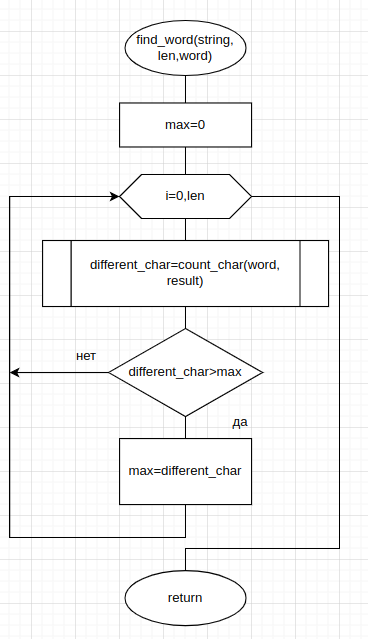 find_word(string,
len,word)
max=0
i=0,len
different_char=count_char(word,
result)
нет
different_char>max
да
max=different_char
return